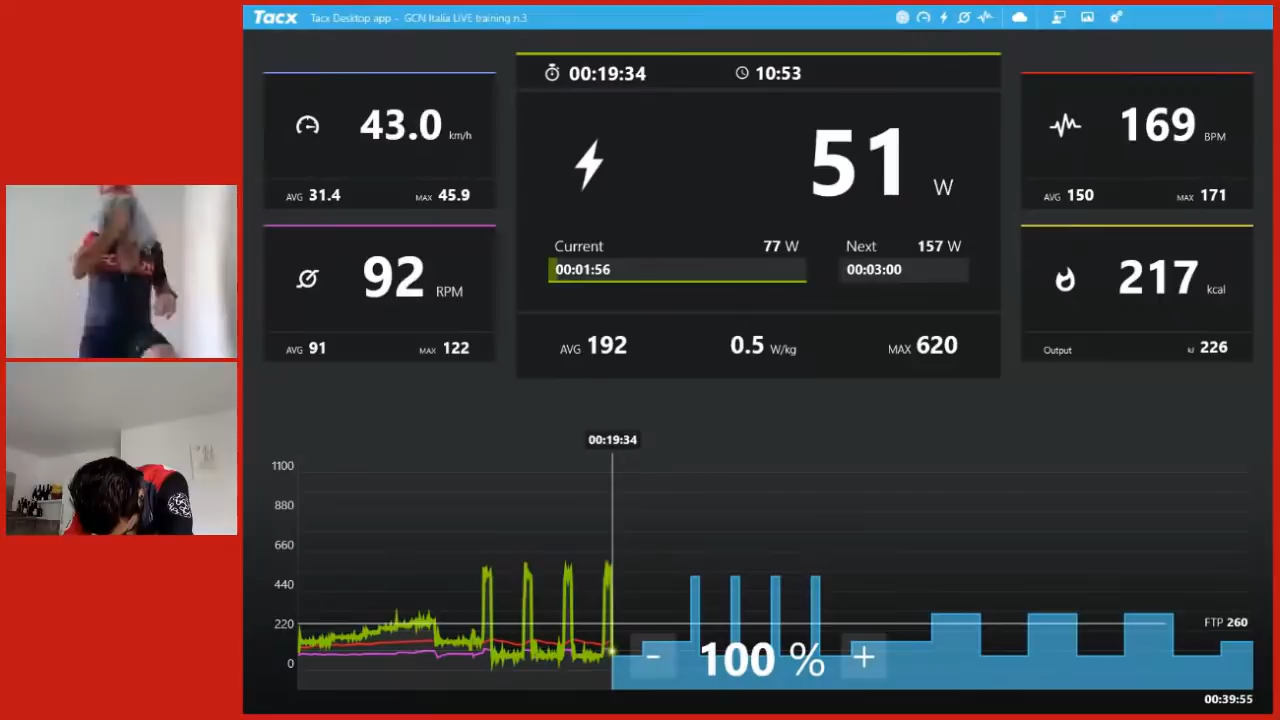 Tacx Tacx Desktop app - GCN Italia LIVE training n.3
00:19:34 10:53
43.0 km/h
AVG 31.4 MAX 45.9
51 W
169 BPM
AVG 150 MAX 171
Current 77 W Next 157 W
00:01:56 00:03:00
92 RPM
AVG 91 MAX 122
217 kcal
Output kJ 226
AVG 192 0.5 W/kg MAX 620
00:19:34
1100
880
660
440
220
0
FTP 260
- 100 % +
00:39:55